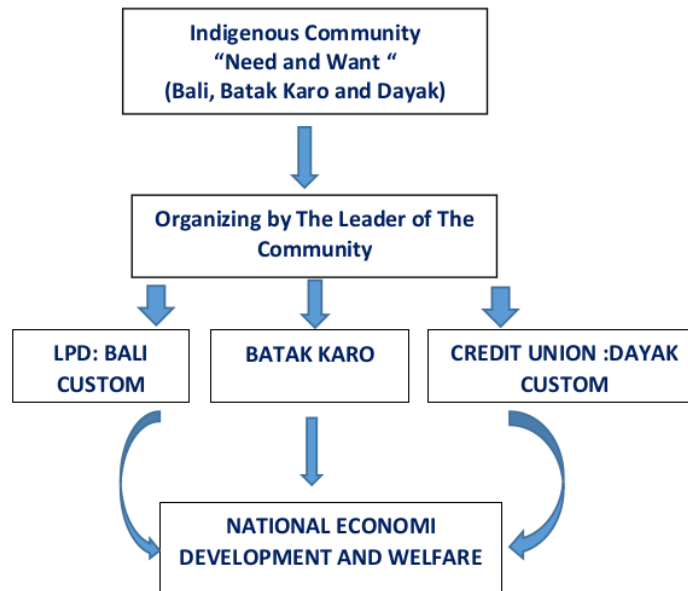 Indigenous Community
“Need and Want “
(Bali, Batak Karo and Dayak)
Organizing by The Leader of The
Community
LPD: BALI
CUSTOM
BATAK KARO
CREDIT UNION :DAYAK
CUSTOM
NATIONAL ECONOMI
DEVELOPMENT AND WELFARE